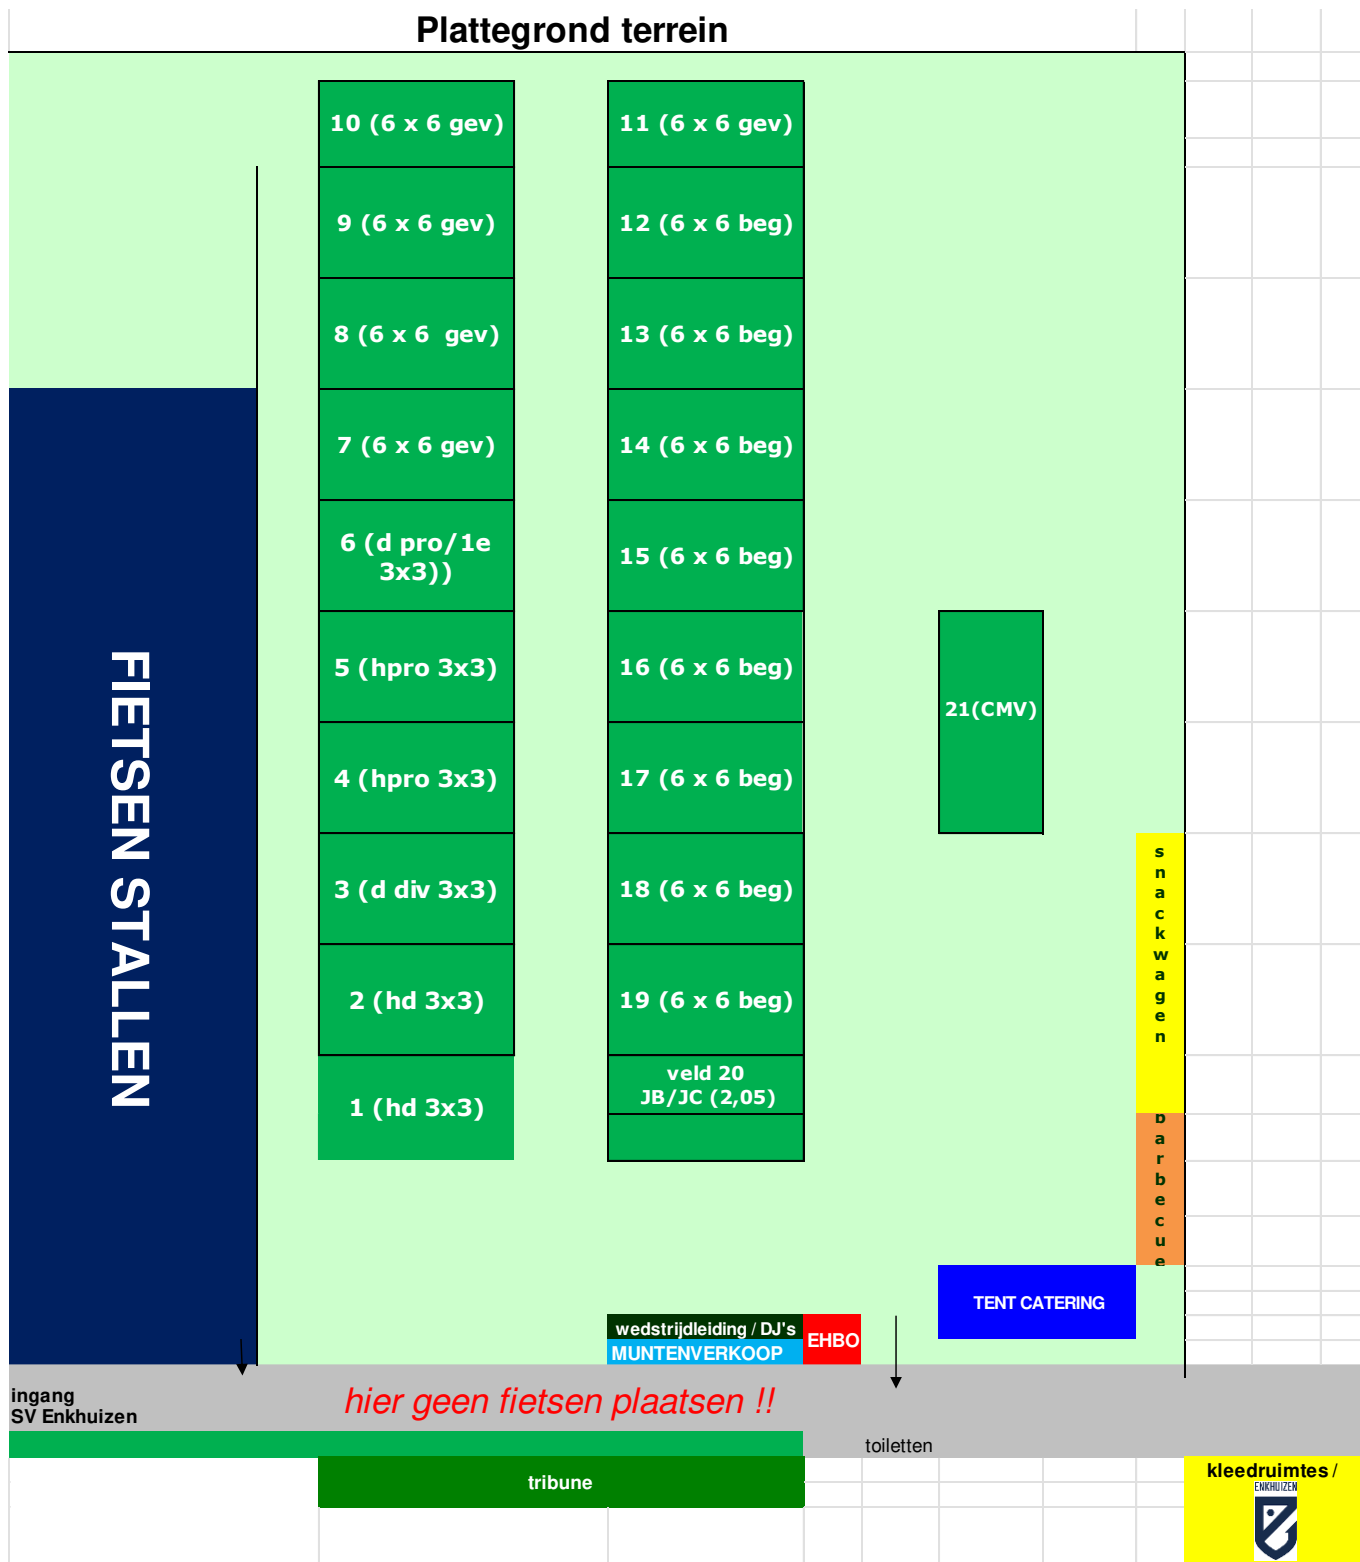 Plattegrond terrein
10 (6 x 6 gev)
11 (6 x 6 gev)
9 (6 x 6 gev)
12 (6 x 6 beg)
8 (6 x 6  gev)
13 (6 x 6 beg)
7 (6 x 6 gev)
14 (6 x 6 beg)
6 (d pro/1e
3x3))
15 (6 x 6 beg)
5 (hpro 3x3)
16 (6 x 6 beg)
21(CMV)
4 (hpro 3x3)
17 (6 x 6 beg)
3 (d div 3x3)
18 (6 x 6 beg)
2 (hd 3x3)
19 (6 x 6 beg)
1 (hd 3x3)
veld 20
JB/JC (2,05)
FIETSEN STALLEN
snackwagen
barbecue
TENT CATERING
wedstrijdleiding / DJ's
MUNTENVERKOOP
EHBO
ingang
SV Enkhuizen
hier geen fietsen plaatsen !!
toiletten
tribune
kleedruimtes /
ENKHUIZEN